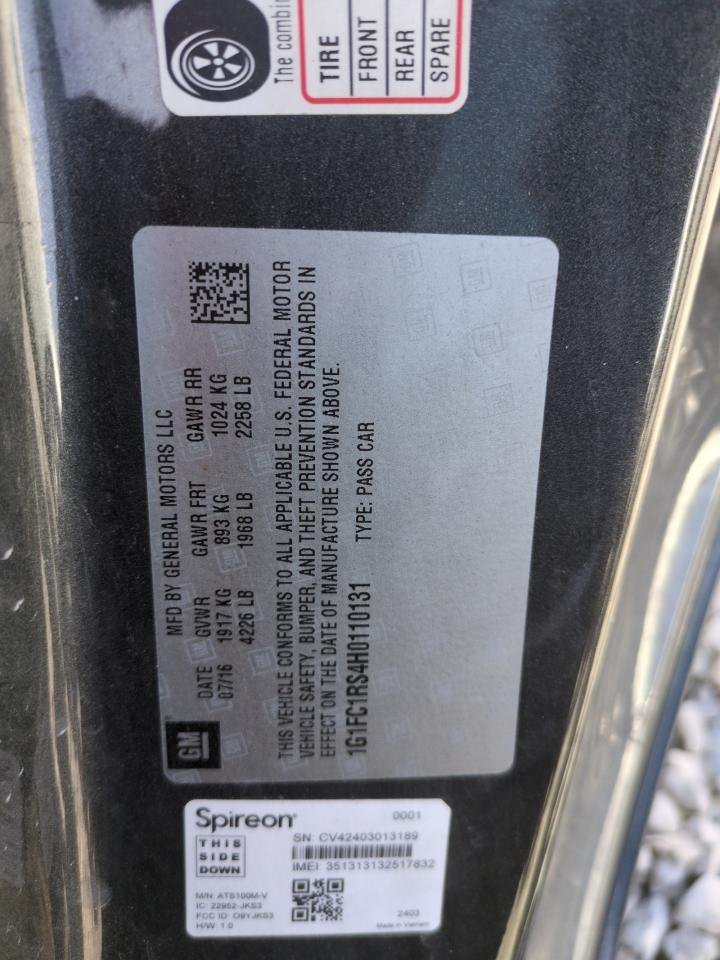 The combin
TIRE
FRONT
REAR
SPARE
GM
MFD BY GENERAL MOTORS LLC
DATE GVWR GAWR FRT GAWR RR
07/16 1917 KG 893 KG 1024 KG
4226 LB 1968 LB 2258 LB
THIS VEHICLE CONFORMS TO ALL APPLICABLE U.S. FEDERAL MOTOR
VEHICLE SAFETY, BUMPER, AND THEFT PREVENTION STANDARDS IN
EFFECT ON THE DATE OF MANUFACTURE SHOWN ABOVE.
1G1FC1RS4H0110131 TYPE: PASS CAR
Spireon® 0001
SN: CV42403013189
THIS
SIDE
DOWN
IMEI: 351313132517832
M/N: ATS100M-V
IC: 22952-JKS3
FCC ID: O9YJKS3
H/W: 1.0
2403
Made in Vietnam